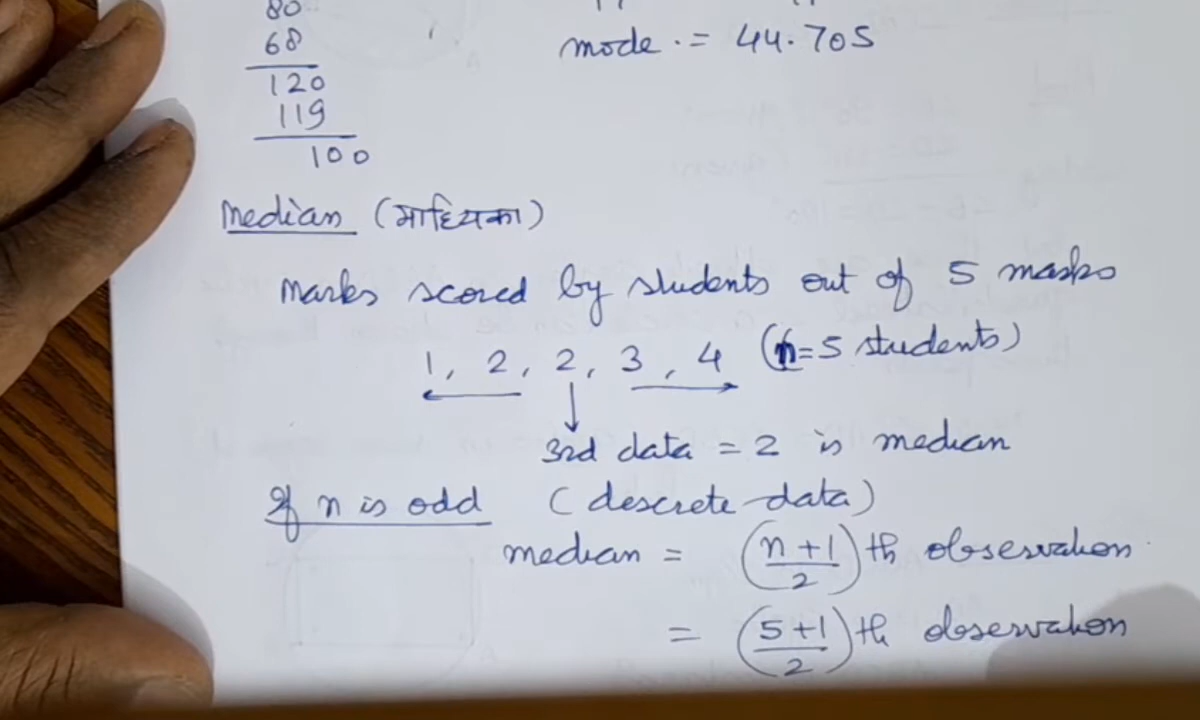 80
68
mode = 44.705
120
119
100
Median (माध्यिका)
Marks scored by students out of 5 marks
1, 2, 2, 3, 4 (n=5 students)
3rd data = 2 is median
If n is odd (descrete data)
median = (n+1/2)th observation
= (5+1/2)th observation